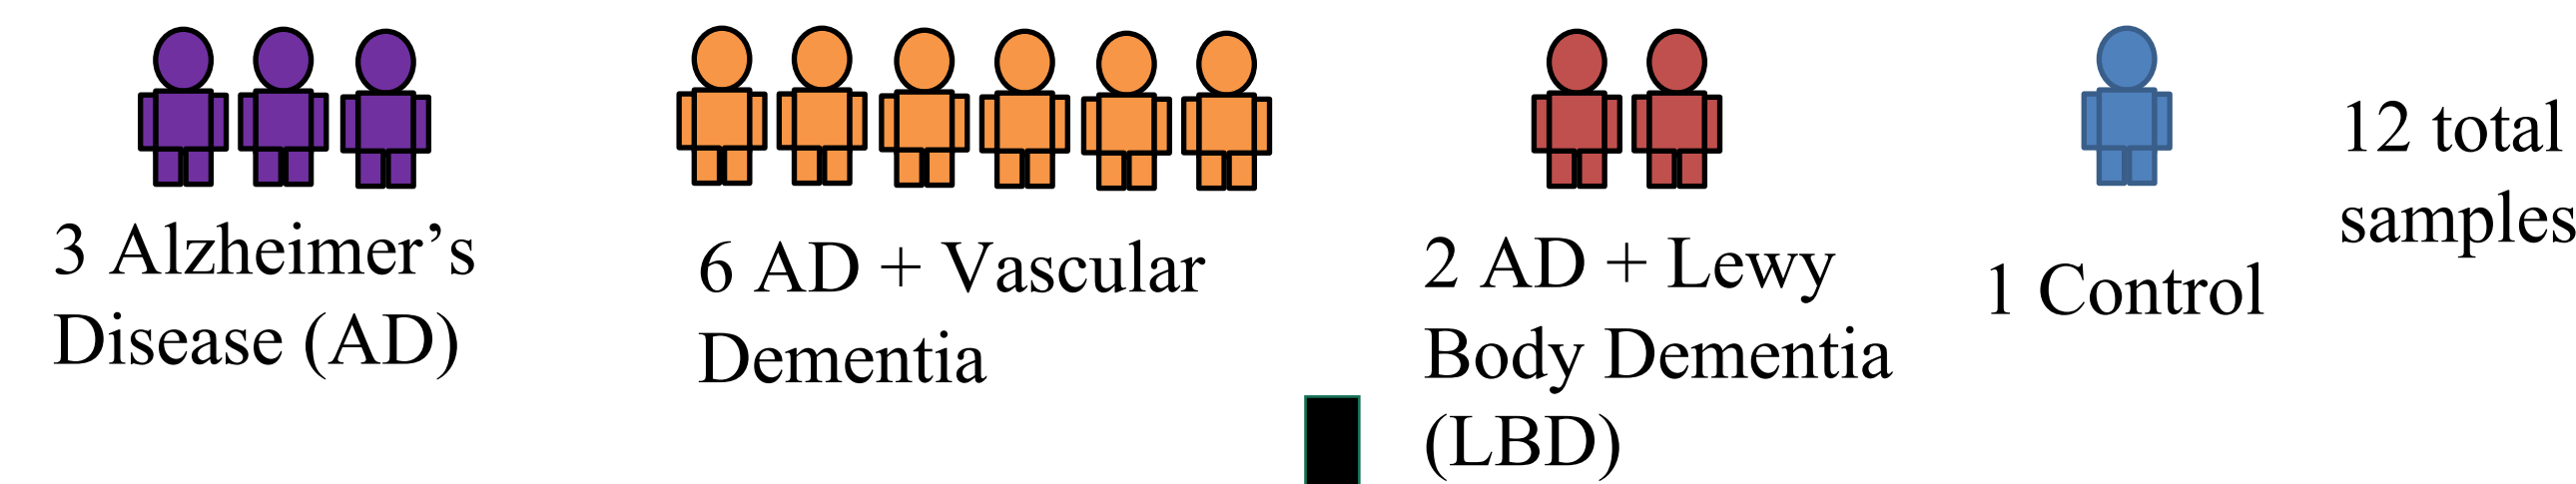 3 Alzheimer’s
Disease (AD)
6 AD + Vascular
Dementia
2 AD + Lewy
Body Dementia
(LBD)
1 Control
12 total
samples